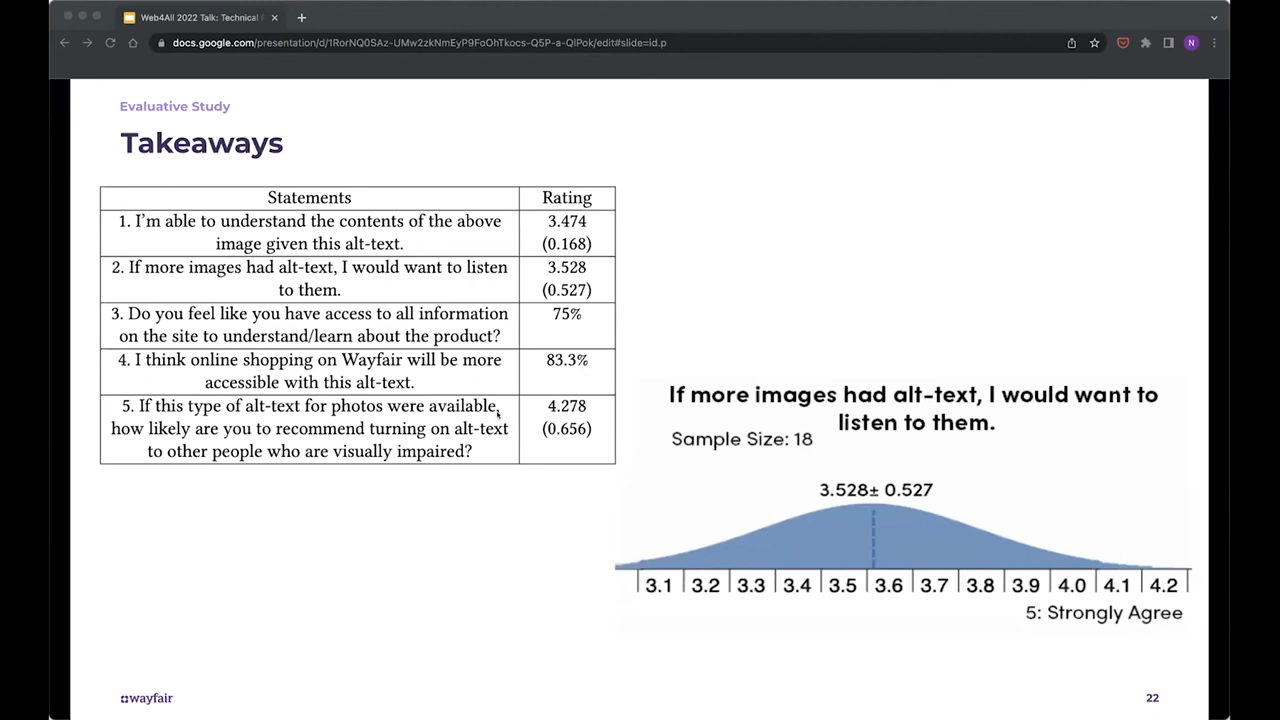 Web4All 2022 Talk: Technical
docs.google.com/presentation/d/1RorNQ0SAz-UMw2zkNmEyP9FoOhTkocs-Q5P-a-QlPok/edit#slide=id.p
N
Evaluative Study
Takeaways
Statements Rating
1. I'm able to understand the contents of the above 3.474
image given this alt-text. (0.168)
2. If more images had alt-text, I would want to listen 3.528
to them. (0.527)
3. Do you feel like you have access to all information 75%
on the site to understand/learn about the product?
4. I think online shopping on Wayfair will be more 83.3%
accessible with this alt-text.
5. If this type of alt-text for photos were available, 4.278
how likely are you to recommend turning on alt-text (0.656)
to other people who are visually impaired?
If more images had alt-text, I would want to
listen to them.
Sample Size: 18
3.528± 0.527
3.1 3.2 3.3 3.4 3.5 3.6 3.7 3.8 3.9 4.0 4.1 4.2
5: Strongly Agree
wayfair
22